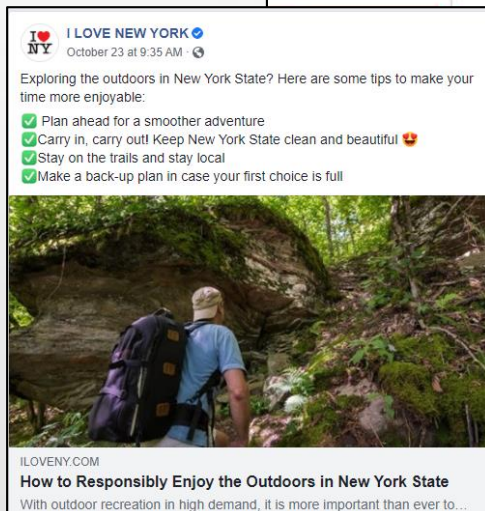 I ❤ NY
I LOVE NEW YORK
October 23 at 9:35 AM ·
Exploring the outdoors in New York State? Here are some tips to make your
time more enjoyable:
✅ Plan ahead for a smoother adventure
✅Carry in, carry out! Keep New York State clean and beautiful 🤩
✅Stay on the trails and stay local
✅Make a back-up plan in case your first choice is full
ILOVENY.COM
How to Responsibly Enjoy the Outdoors in New York State
With outdoor recreation in high demand, it is more important than ever to…